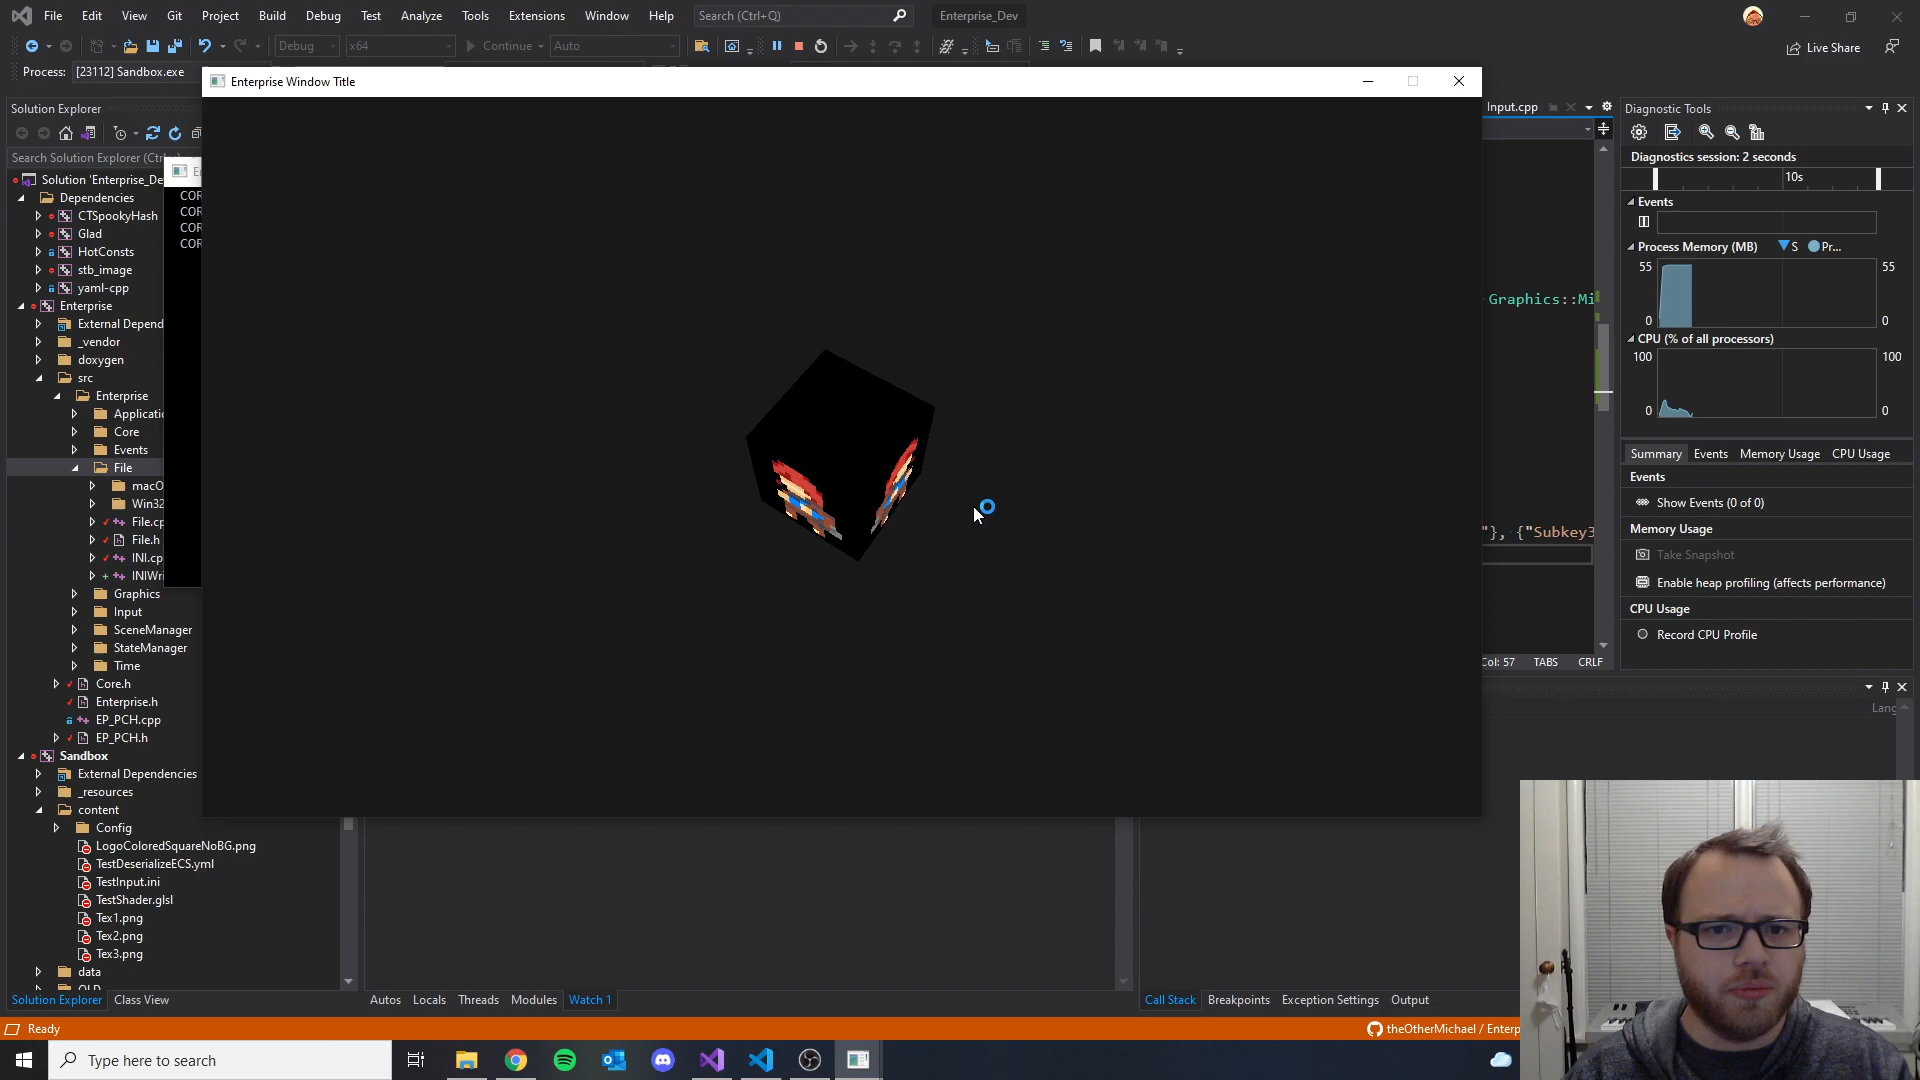 File Edit View Git Project Build Debug Test Analyze Tools Extensions Window Help Search (Ctrl+Q) Enterprise_Dev
Debug x64 Continue Auto Live Share
Process: [23112] Sandbox.exe
Enterprise Window Title
Solution Explorer
Input.cpp
Diagnostic Tools
Search Solution Explorer (Ctr
Diagnostics session: 2 seconds
10s
Solution 'Enterprise_De
Dependencies
CTSpookyHash
Glad
HotConsts
stb_image
yaml-cpp
Enterprise
External Depend
_vendor
doxygen
src
Enterprise
Applicatio
Core
Events
File
macO
Win32
File.cp
File.h
INI.cp
INIWri
Graphics
Input
SceneManager
StateManager
Time
Core.h
Enterprise.h
EP_PCH.cpp
EP_PCH.h
Sandbox
External Dependencies
_resources
content
Config
LogoColoredSquareNoBG.png
TestDeserializeECS.yml
TestInput.ini
TestShader.glsl
Tex1.png
Tex2.png
Tex3.png
data
Solution Explorer Class View
COR
COR
COR
COR
Graphics::Mi
"}, {"Subkey3
Col: 57 TABS CRLF
Events
Process Memory (MB) S Pr...
55 55
0 0
CPU (% of all processors)
100 100
0 0
Summary Events Memory Usage CPU Usage
Events
Show Events (0 of 0)
Memory Usage
Take Snapshot
Enable heap profiling (affects performance)
CPU Usage
Record CPU Profile
Lang
Autos Locals Threads Modules Watch 1
Call Stack Breakpoints Exception Settings Output
Ready
theOtherMichael / Enterp
Type here to search